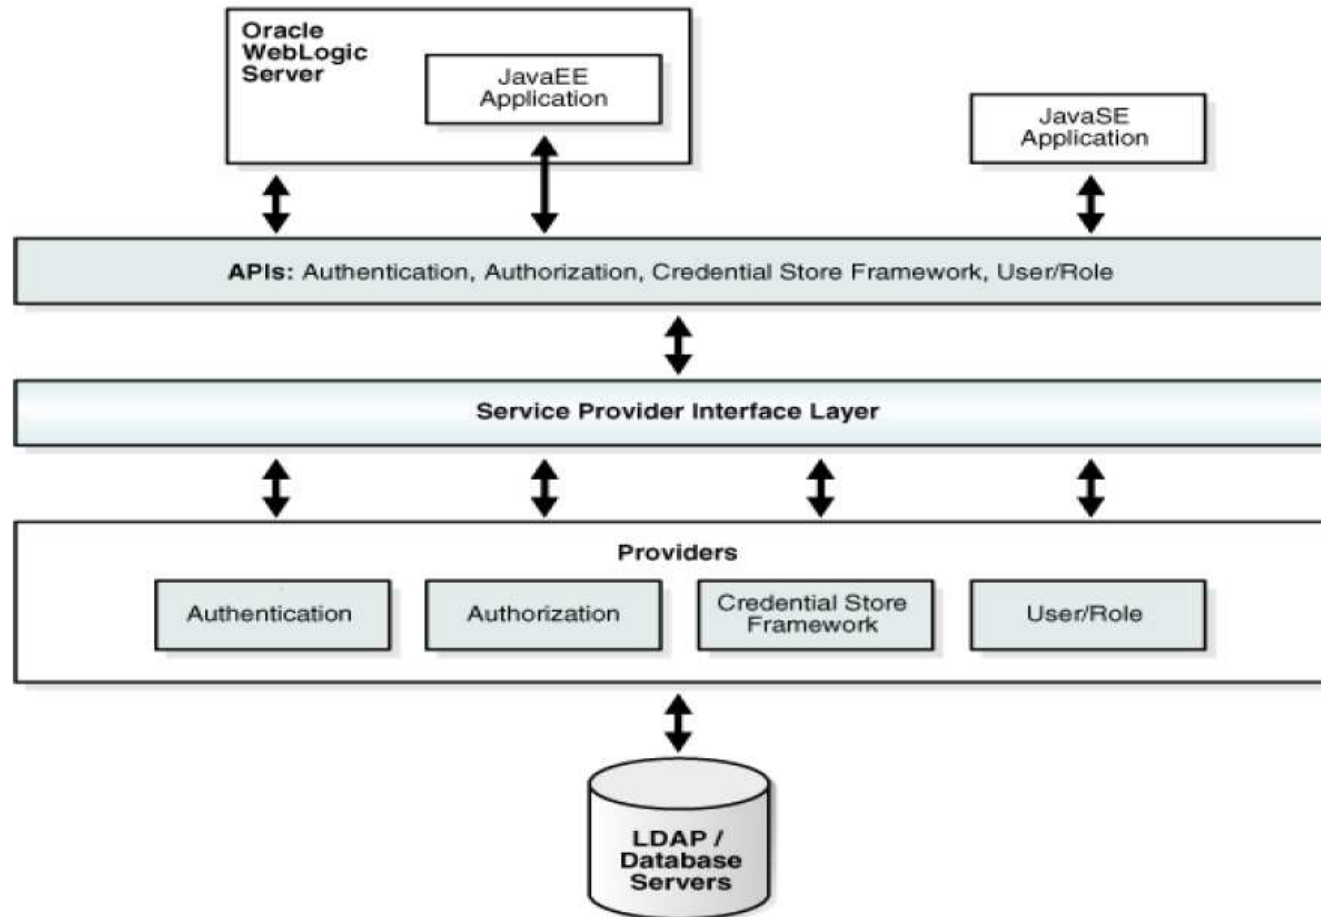 Oracle
WebLogic
Server
JavaEE
Application
JavaSE
Application
APIs: Authentication, Authorization, Credential Store Framework, User/Role
Service Provider Interface Layer
Providers
Authentication
Authorization
Credential Store
Framework
User/Role
LDAP /
Database
Servers